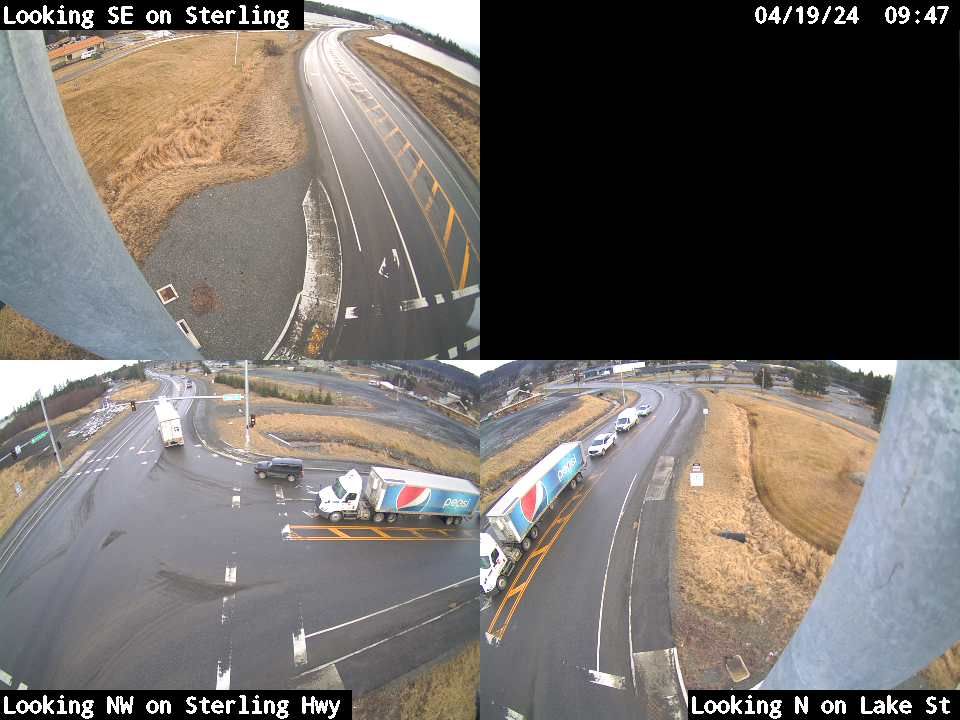 Looking SE on Sterling
04/19/24 09:47
pepsi
pepsi
Looking NW on Sterling Hwy
Looking N on Lake St